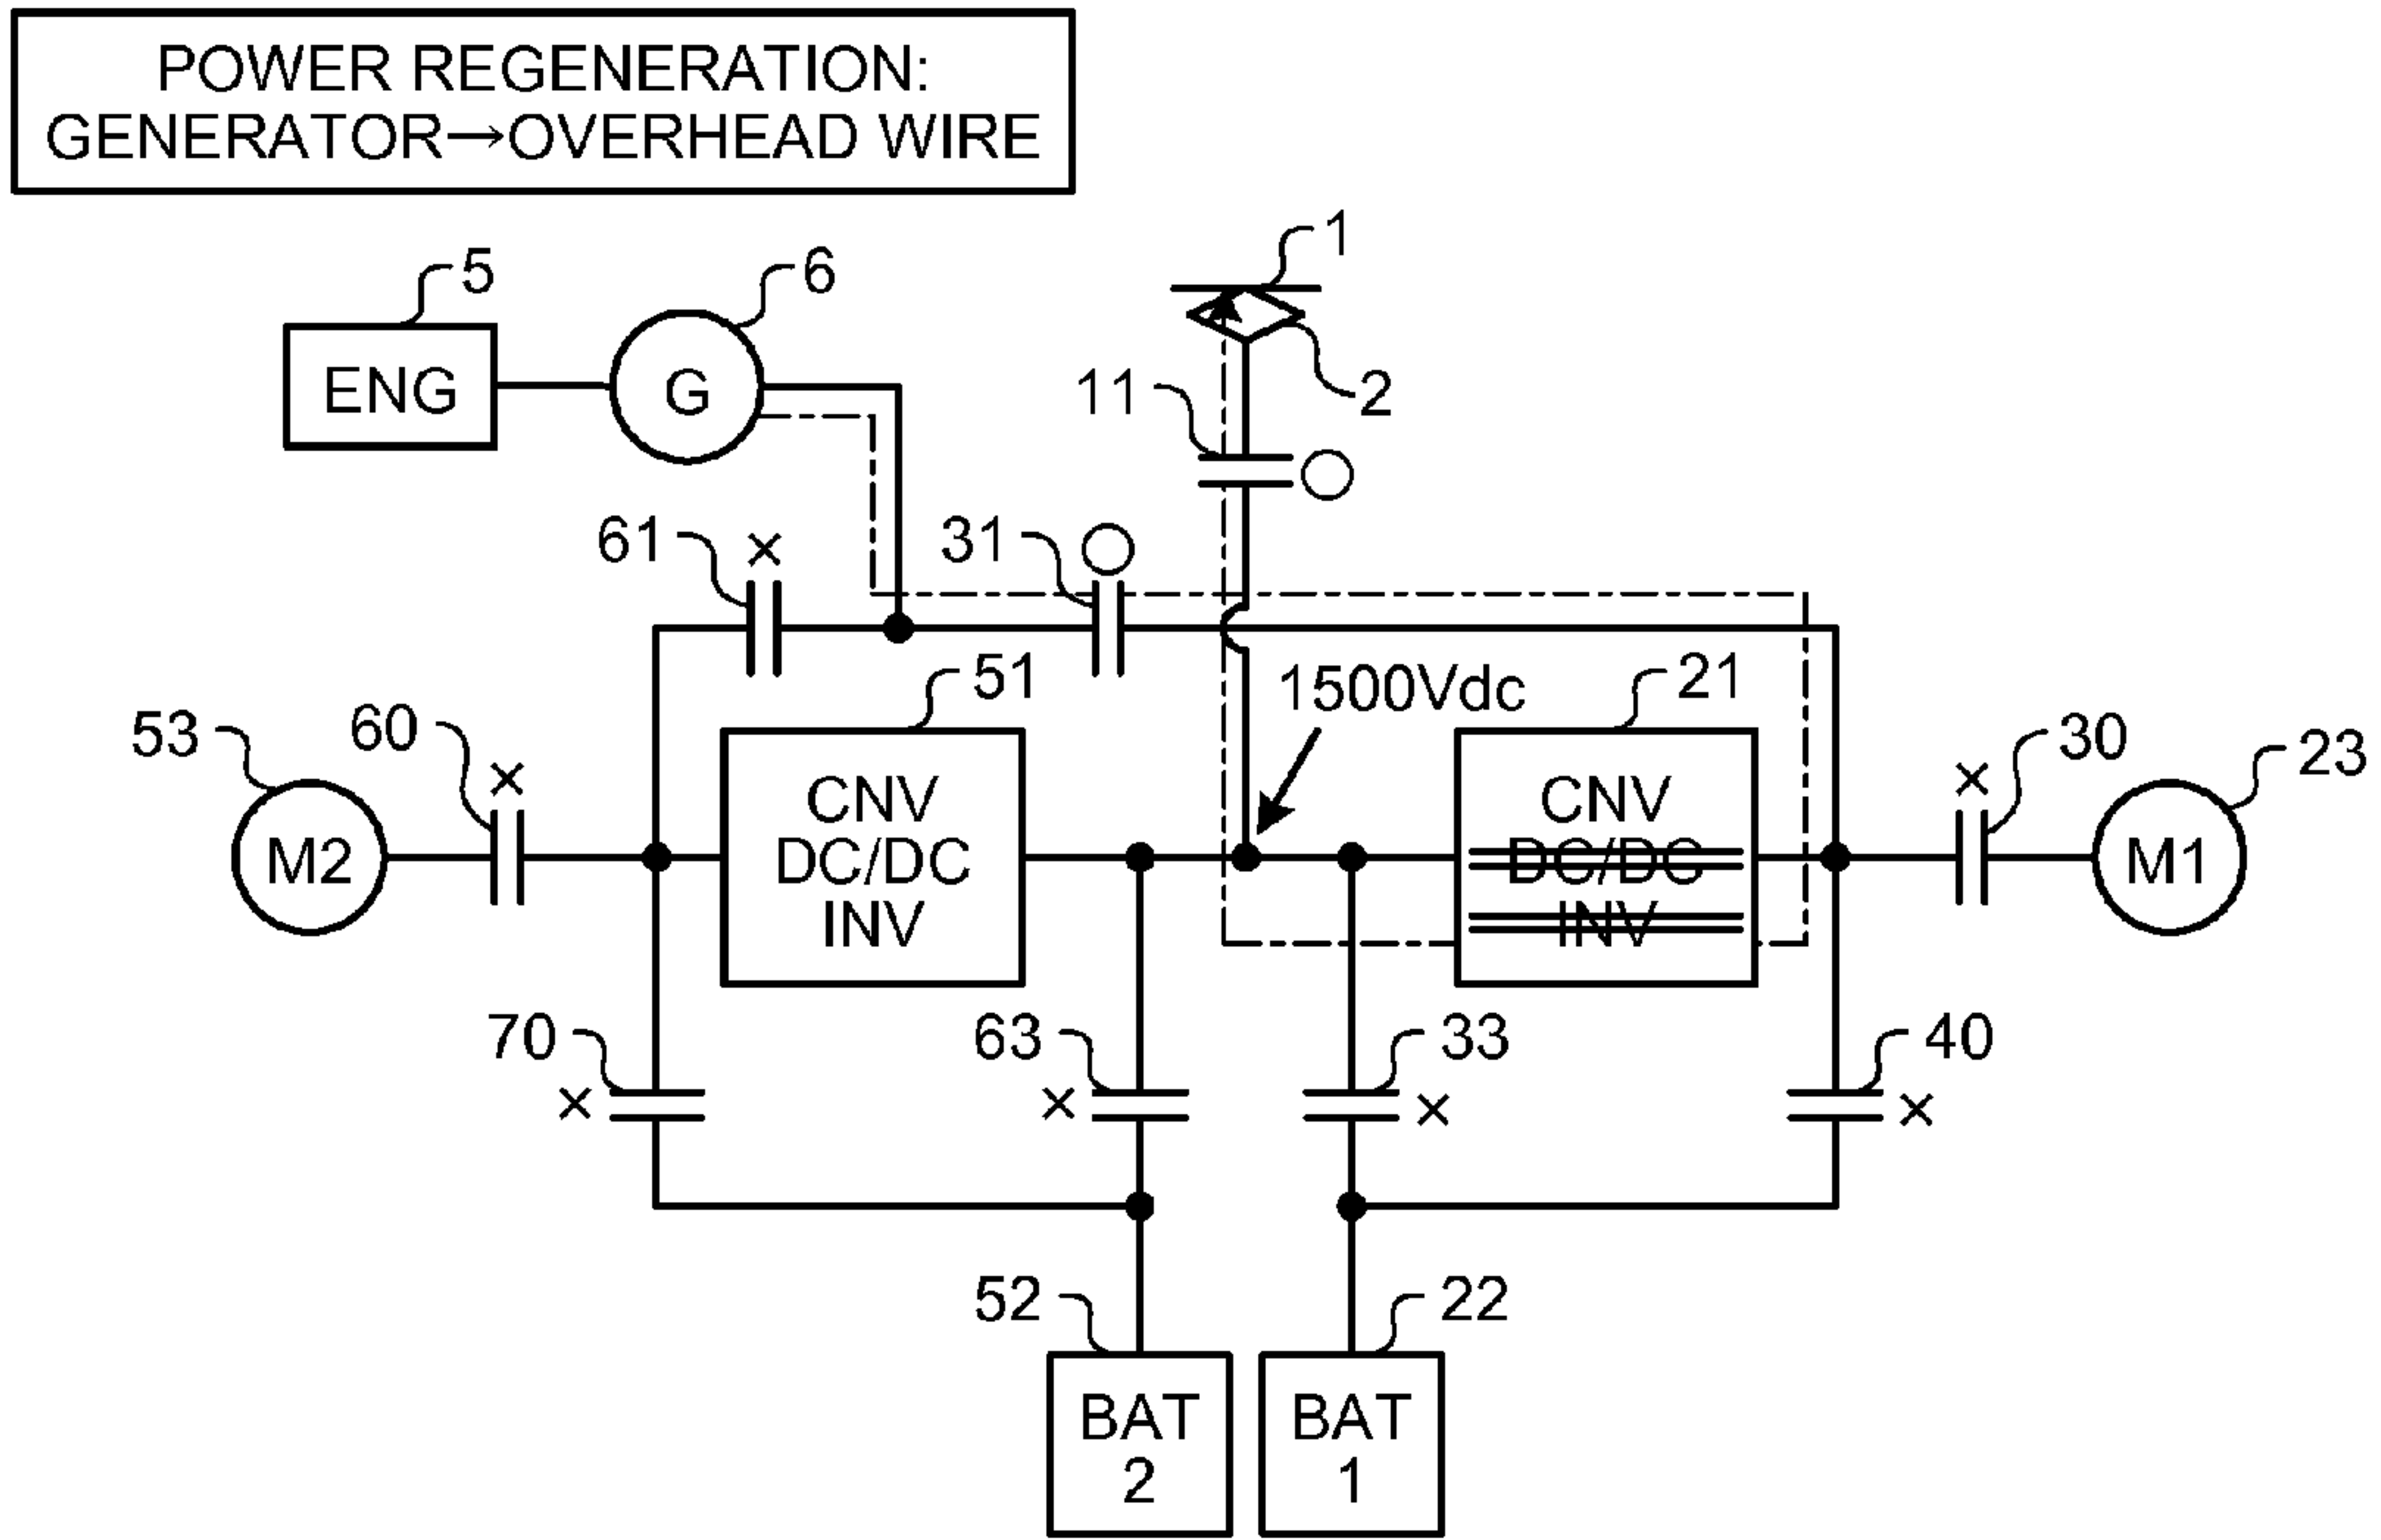 POWER REGENERATION:
GENERATOR→OVERHEAD WIRE
1
5
6
ENG
G
2
11
61
×
31
51
1500Vdc
21
53
60
×
×
30
23
M2
CNV
DC/DC
INV
CNV
DC/DC
INV
M1
70
×
63
×
33
×
40
×
52
22
BAT
2
BAT
1